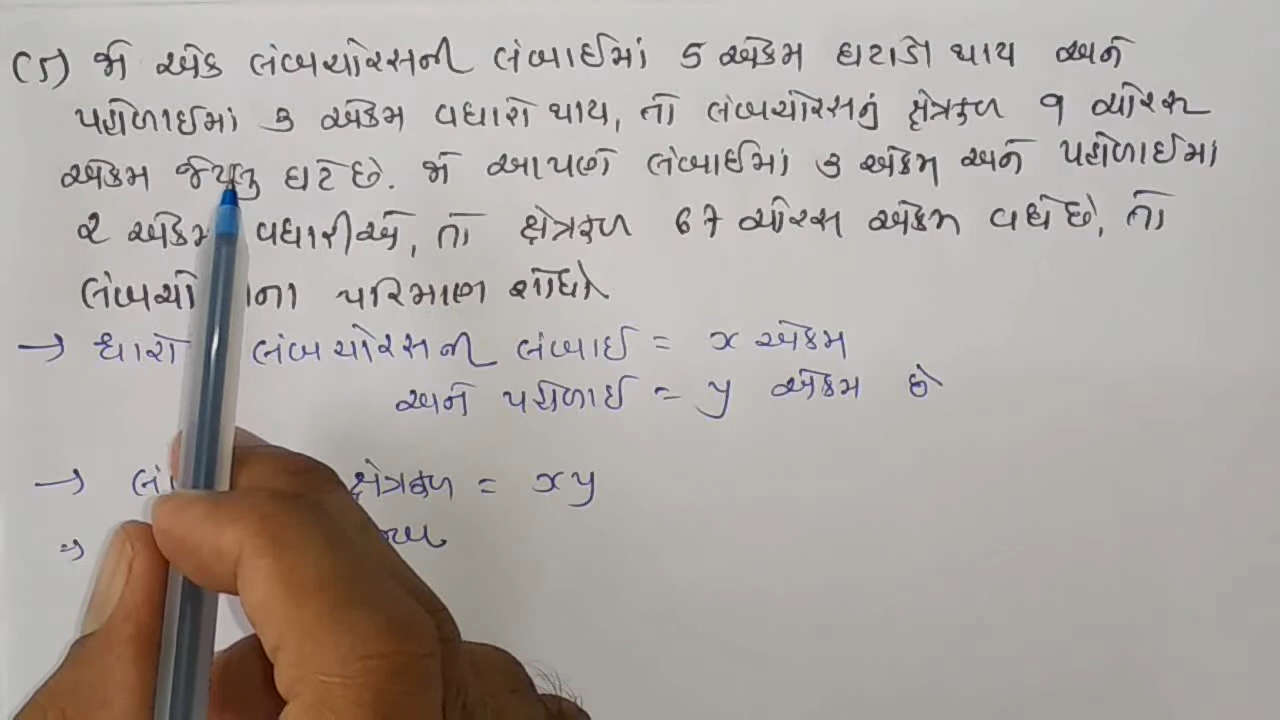 (5) જો એક લંબચોરસની લંબાઈમાં 5 એકમ ઘટાડો થાય અને
પહોળાઈમાં 3 એકમ વધારો થાય, તો લંબચોરસનું ક્ષેત્રફળ 9 ચોરસ
એકમ જેટલું ઘટે છે. જો આપણે લંબાઈમાં 3 એકમ અને પહોળાઈમાં
2 એકમ વધારીએ, તો ક્ષેત્રફળ 67 ચોરસ એકમ વધે છે, તો
પરિમાણ શોધો
→ ધારો લંબચોરસની લંબાઈ = x એકમ
અને પહોળાઈ = y એકમ છે
→ ક્ષેત્રફળ = xy
⇒